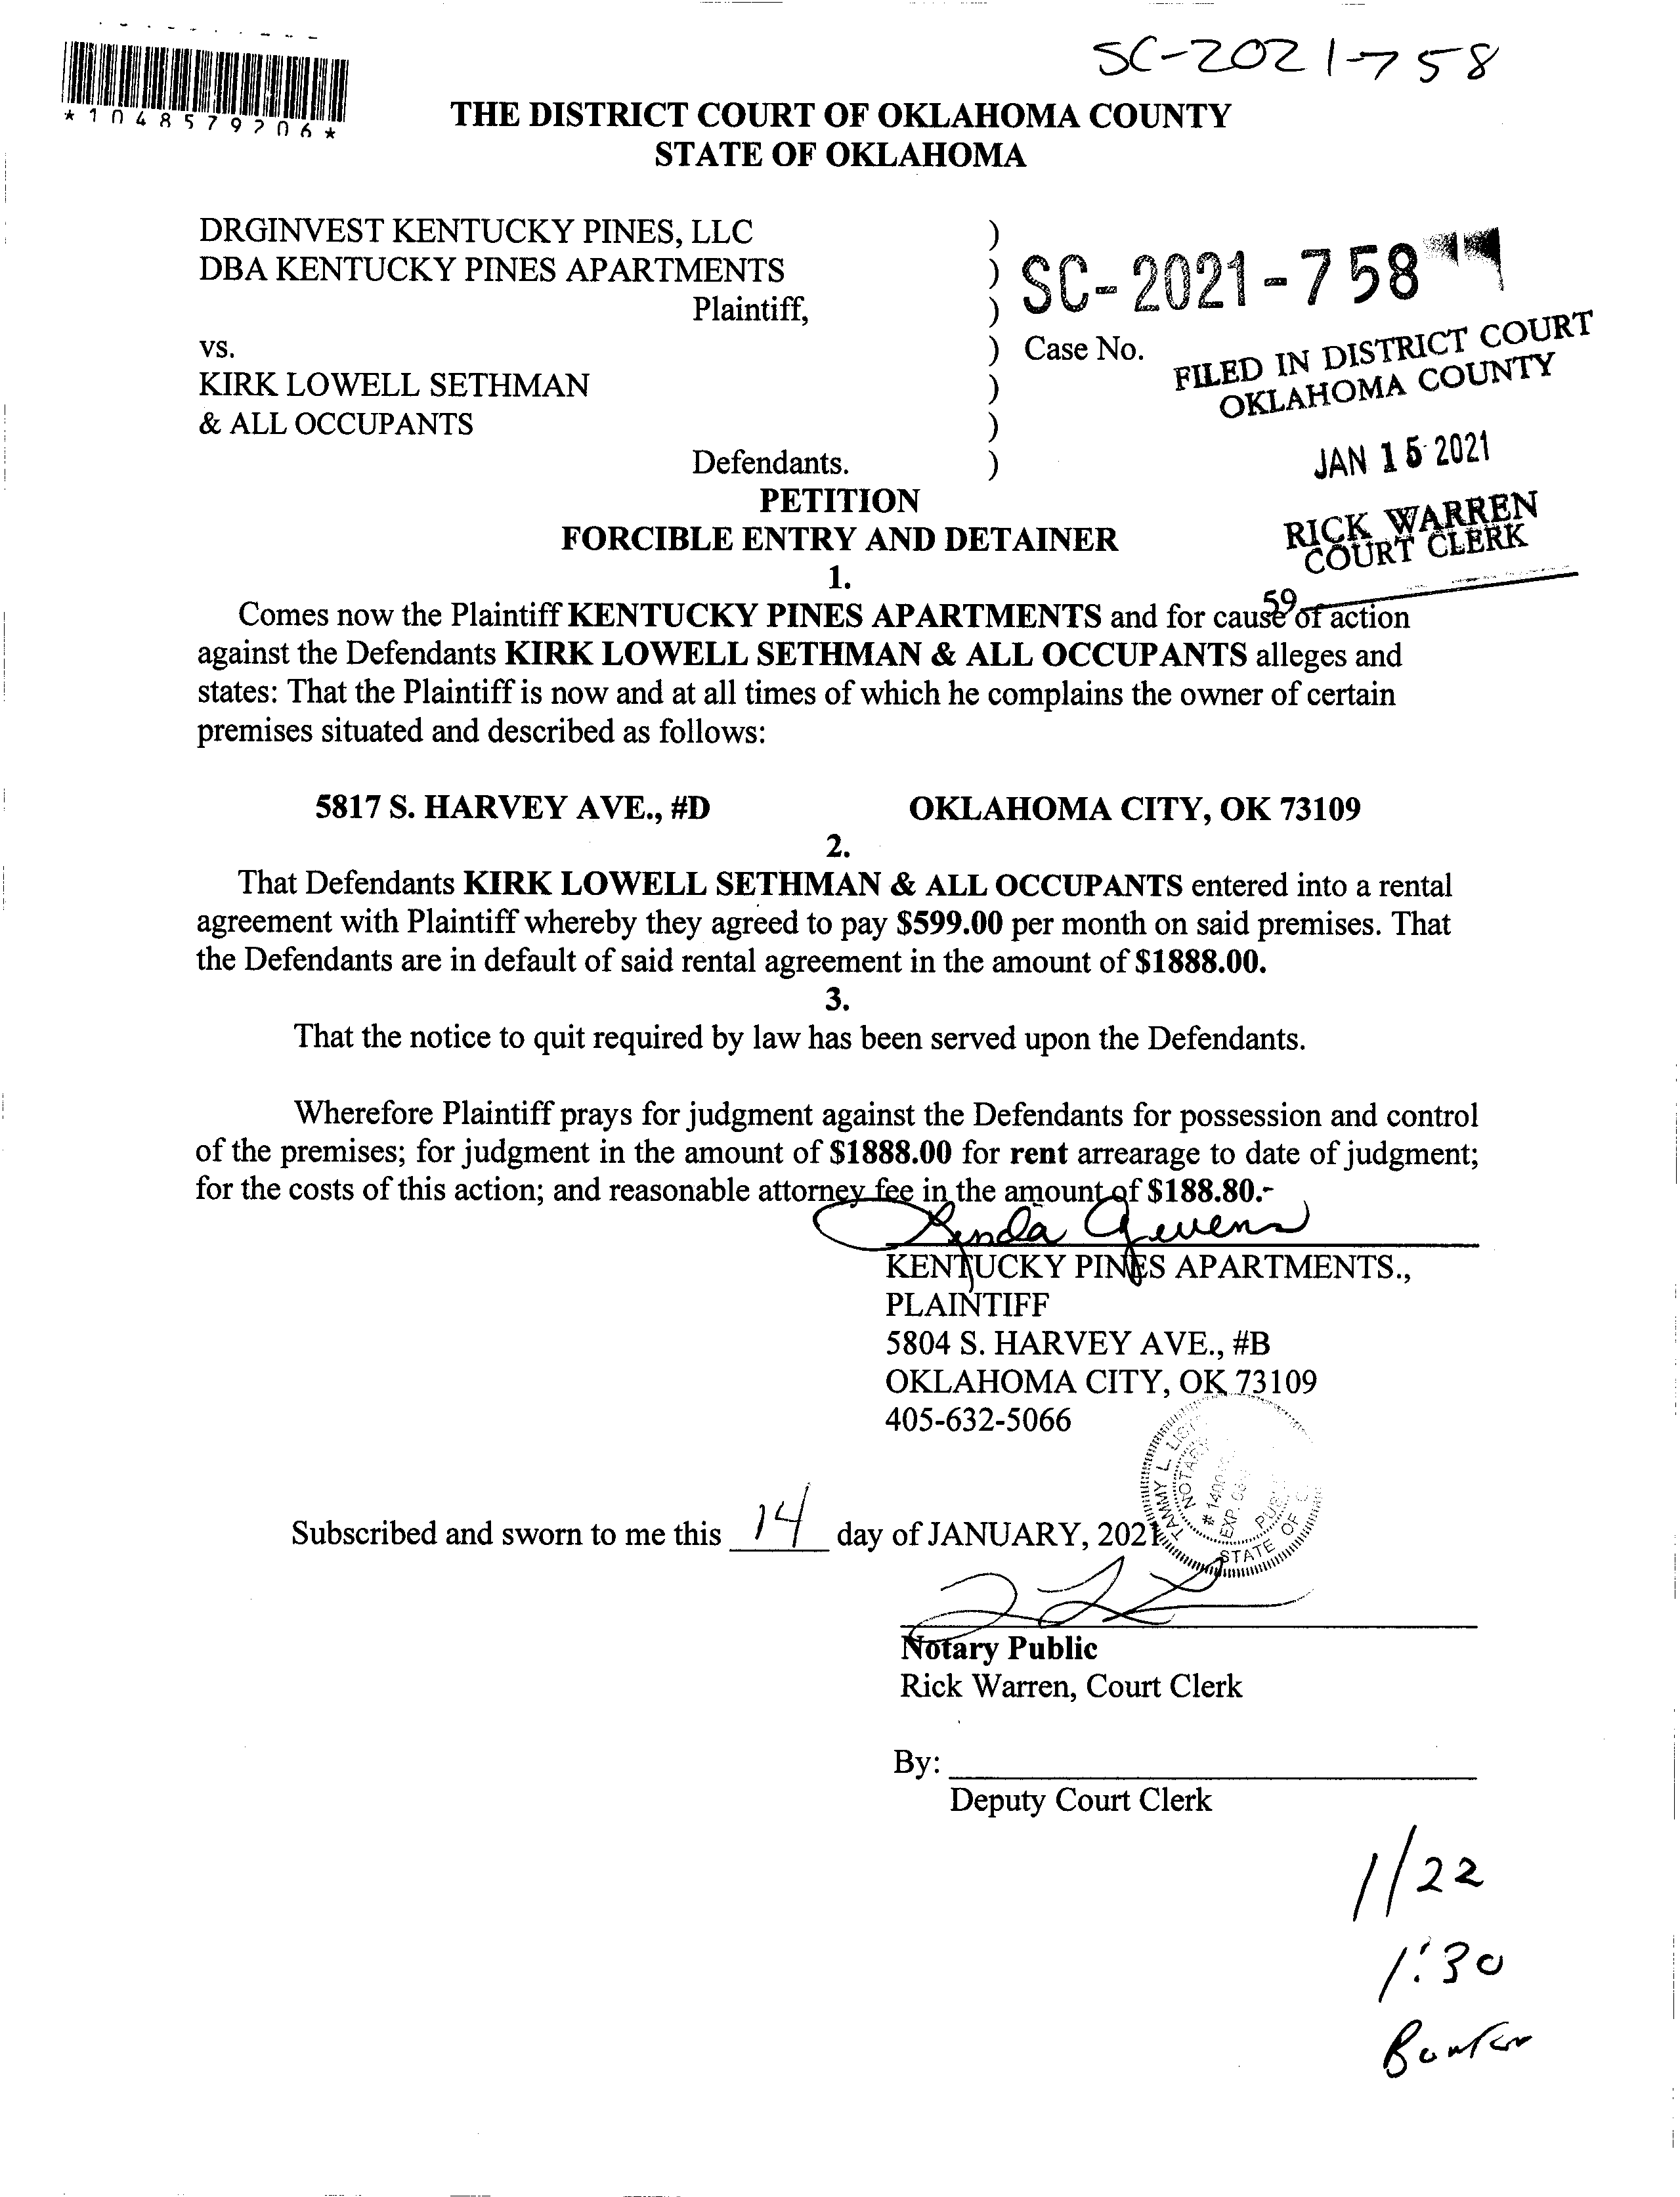 SC-2021-758
*1048579206*
THE DISTRICT COURT OF OKLAHOMA COUNTY
STATE OF OKLAHOMA
DRGINVEST KENTUCKY PINES, LLC )
DBA KENTUCKY PINES APARTMENTS )
Plaintiff, )
SC-2021-758
vs. ) Case No.
KIRK LOWELL SETHMAN )
& ALL OCCUPANTS )
Defendants. )
FILED IN DISTRICT COURT
OKLAHOMA COUNTY
JAN 15 2021
RICK WARREN
COURT CLERK
59
PETITION
FORCIBLE ENTRY AND DETAINER
1.
Comes now the Plaintiff KENTUCKY PINES APARTMENTS and for cause of action
against the Defendants KIRK LOWELL SETHMAN & ALL OCCUPANTS alleges and
states: That the Plaintiff is now and at all times of which he complains the owner of certain
premises situated and described as follows:
5817 S. HARVEY AVE., #D OKLAHOMA CITY, OK 73109
2.
That Defendants KIRK LOWELL SETHMAN & ALL OCCUPANTS entered into a rental
agreement with Plaintiff whereby they agreed to pay $599.00 per month on said premises. That
the Defendants are in default of said rental agreement in the amount of $1888.00.
3.
That the notice to quit required by law has been served upon the Defendants.
Wherefore Plaintiff prays for judgment against the Defendants for possession and control
of the premises; for judgment in the amount of $1888.00 for rent arrearage to date of judgment;
for the costs of this action; and reasonable attorney fee in the amount of $188.80.-
KENTUCKY PINES APARTMENTS.,
PLAINTIFF
5804 S. HARVEY AVE., #B
OKLAHOMA CITY, OK 73109
405-632-5066
TAMMY L.
NOTARY
STATE OF
Subscribed and sworn to me this 14 day of JANUARY, 2021
Notary Public
Rick Warren, Court Clerk
By:
Deputy Court Clerk
1/22
1:30